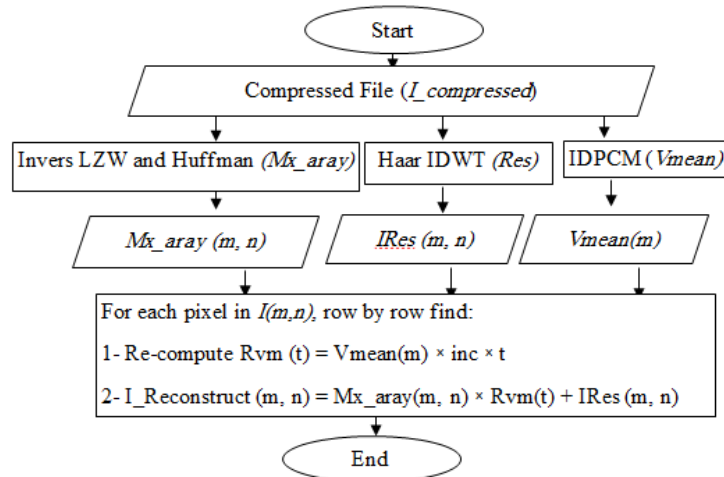 Start
Compressed File (I_compressed)
Invers LZW and Huffman (Mx_aray)
Haar IDWT (Res)
IDPCM (Vmean)
Mx_aray (m, n)
IRes (m, n)
Vmean(m)
For each pixel in I(m,n), row by row find:
1- Re-compute Rvm (t) = Vmean(m) × inc × t
2- I_Reconstruct (m, n) = Mx_aray(m, n) × Rvm(t) + IRes (m, n)
End